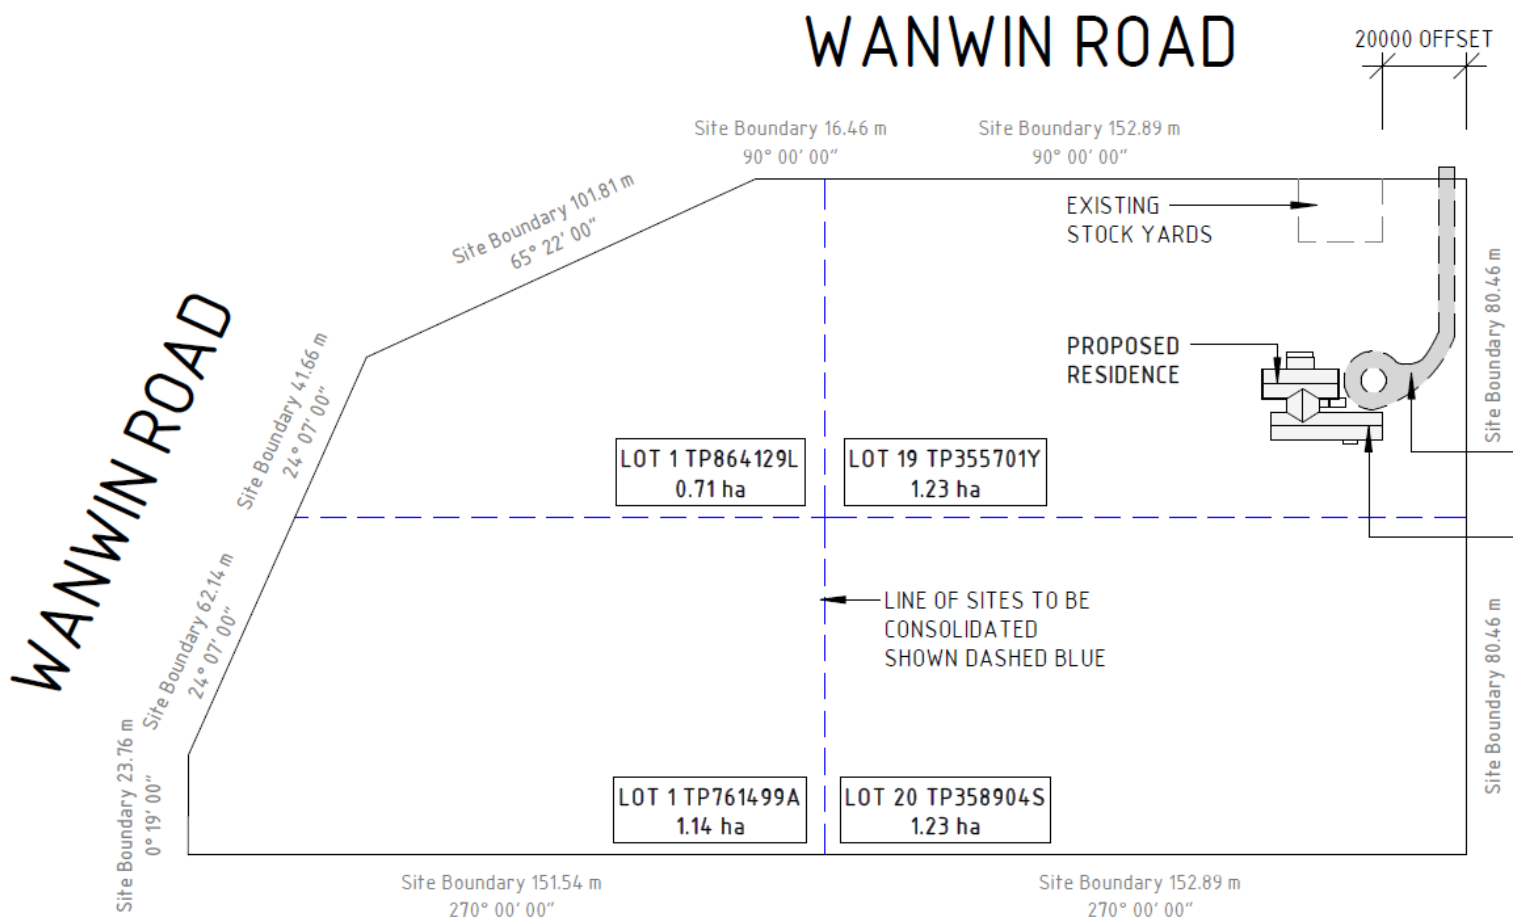 WANWIN ROAD
20000 OFFSET
Site Boundary 16.46 m
90° 00' 00"
Site Boundary 152.89 m
90° 00' 00"
Site Boundary 101.81 m
65° 22' 00"
EXISTING
STOCK YARDS
Site Boundary 80.46 m
WANWIN ROAD
Site Boundary 41.66 m
24° 07' 00"
PROPOSED
RESIDENCE
LOT 1 TP864129L
0.71 ha
LOT 19 TP355701Y
1.23 ha
Site Boundary 62.14 m
24° 07' 00"
LINE OF SITES TO BE
CONSOLIDATED
SHOWN DASHED BLUE
Site Boundary 80.46 m
Site Boundary 23.76 m
0° 19' 00"
LOT 1 TP761499A
1.14 ha
LOT 20 TP358904S
1.23 ha
Site Boundary 151.54 m
270° 00' 00"
Site Boundary 152.89 m
270° 00' 00"